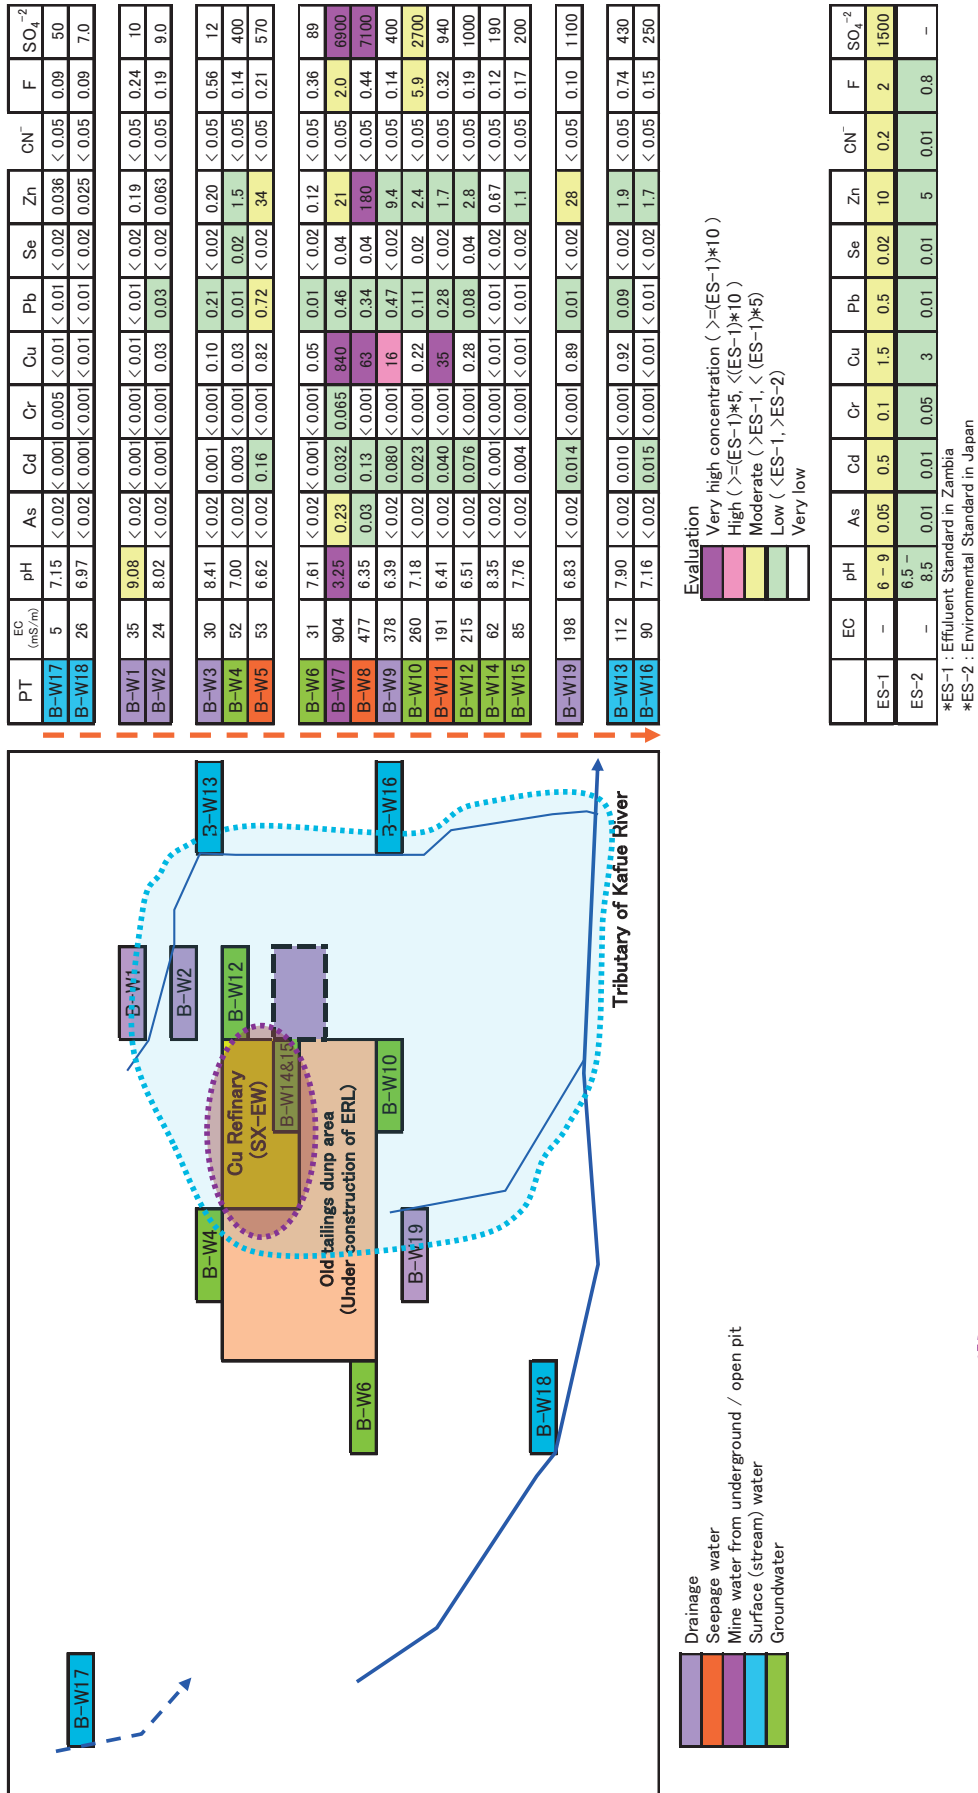 PT EC (mS/m) pH As Cd Cr Cu Pb Se Zn CN⁻ F SO₄⁻²
B-W17 5 7.15 <0.02 <0.001 0.005 <0.01 <0.01 <0.02 0.036 <0.05 0.09 50
B-W18 26 6.97 <0.02 <0.001 <0.001 <0.01 <0.01 <0.02 0.025 <0.05 0.09 7.0
B-W1 35 9.08 <0.02 <0.001 <0.001 <0.01 <0.01 <0.02 0.19 <0.05 0.24 10
B-W2 24 8.02 <0.02 <0.001 <0.001 0.03 0.03 <0.02 0.063 <0.05 0.19 9.0
B-W3 30 8.41 <0.02 0.001 <0.001 0.10 0.21 <0.02 0.20 <0.05 0.56 12
B-W4 52 7.00 <0.02 0.003 <0.001 0.03 0.01 0.02 1.5 <0.05 0.14 400
B-W5 53 6.62 <0.02 0.16 <0.001 0.82 0.72 <0.02 34 <0.05 0.21 570
B-W6 31 7.61 <0.02 <0.001 <0.001 0.05 0.01 <0.02 0.12 <0.05 0.36 89
B-W7 904 3.25 0.23 0.032 0.065 840 0.46 0.04 21 <0.05 2.0 6900
B-W8 477 6.35 0.03 0.13 <0.001 63 0.34 0.04 180 <0.05 0.44 7100
B-W9 378 6.39 <0.02 0.080 <0.001 16 0.47 <0.02 9.4 <0.05 0.14 400
B-W10 260 7.18 <0.02 0.023 <0.001 0.22 0.11 0.02 2.4 <0.05 5.9 2700
B-W11 191 6.41 <0.02 0.040 <0.001 35 0.28 <0.02 1.7 <0.05 0.32 940
B-W12 215 6.51 <0.02 0.076 <0.001 0.28 0.08 0.04 2.8 <0.05 0.19 1000
B-W14 62 8.35 <0.02 <0.001 <0.001 <0.01 <0.01 <0.02 0.67 <0.05 0.12 190
B-W15 85 7.76 <0.02 0.004 <0.001 <0.01 <0.01 <0.02 1.1 <0.05 0.17 200
B-W19 198 6.83 <0.02 0.014 <0.001 0.89 0.01 <0.02 28 <0.05 0.10 1100
B-W13 112 7.90 <0.02 0.010 <0.001 0.92 0.09 <0.02 1.9 <0.05 0.74 430
B-W16 90 7.16 <0.02 0.015 <0.001 <0.01 <0.01 <0.02 1.7 <0.05 0.15 250
Evaluation
Very high concentration ( >=(ES-1)*10 )
High ( >=(ES-1)*5, <(ES-1)*10 )
Moderate ( >ES-1, < (ES-1)*5)
Low ( <ES-1, >ES-2)
Very low
EC pH As Cd Cr Cu Pb Se Zn CN⁻ F SO₄⁻²
ES-1 - 6 - 9 0.05 0.5 0.1 1.5 0.5 0.02 10 0.2 2 1500
ES-2 - 6.5 - 8.5 0.01 0.01 0.05 3 0.01 0.01 5 0.01 0.8 -
*ES-1 : Effuluent Standard in Zambia
*ES-2 : Environmental Standard in Japan
B-W17
B-W18
B-W6
B-W4
B-W19
Cu Refinary
(SX-EW)
B-W14&15
Old tailings dunp area
(Under construction of ERL)
B-W10
B-W12
B-W1
B-W2
B-W13
B-W16
Tributary of Kafue River
Drainage
Seepage water
Mine water from underground / open pit
Surface (stream) water
Groundwater